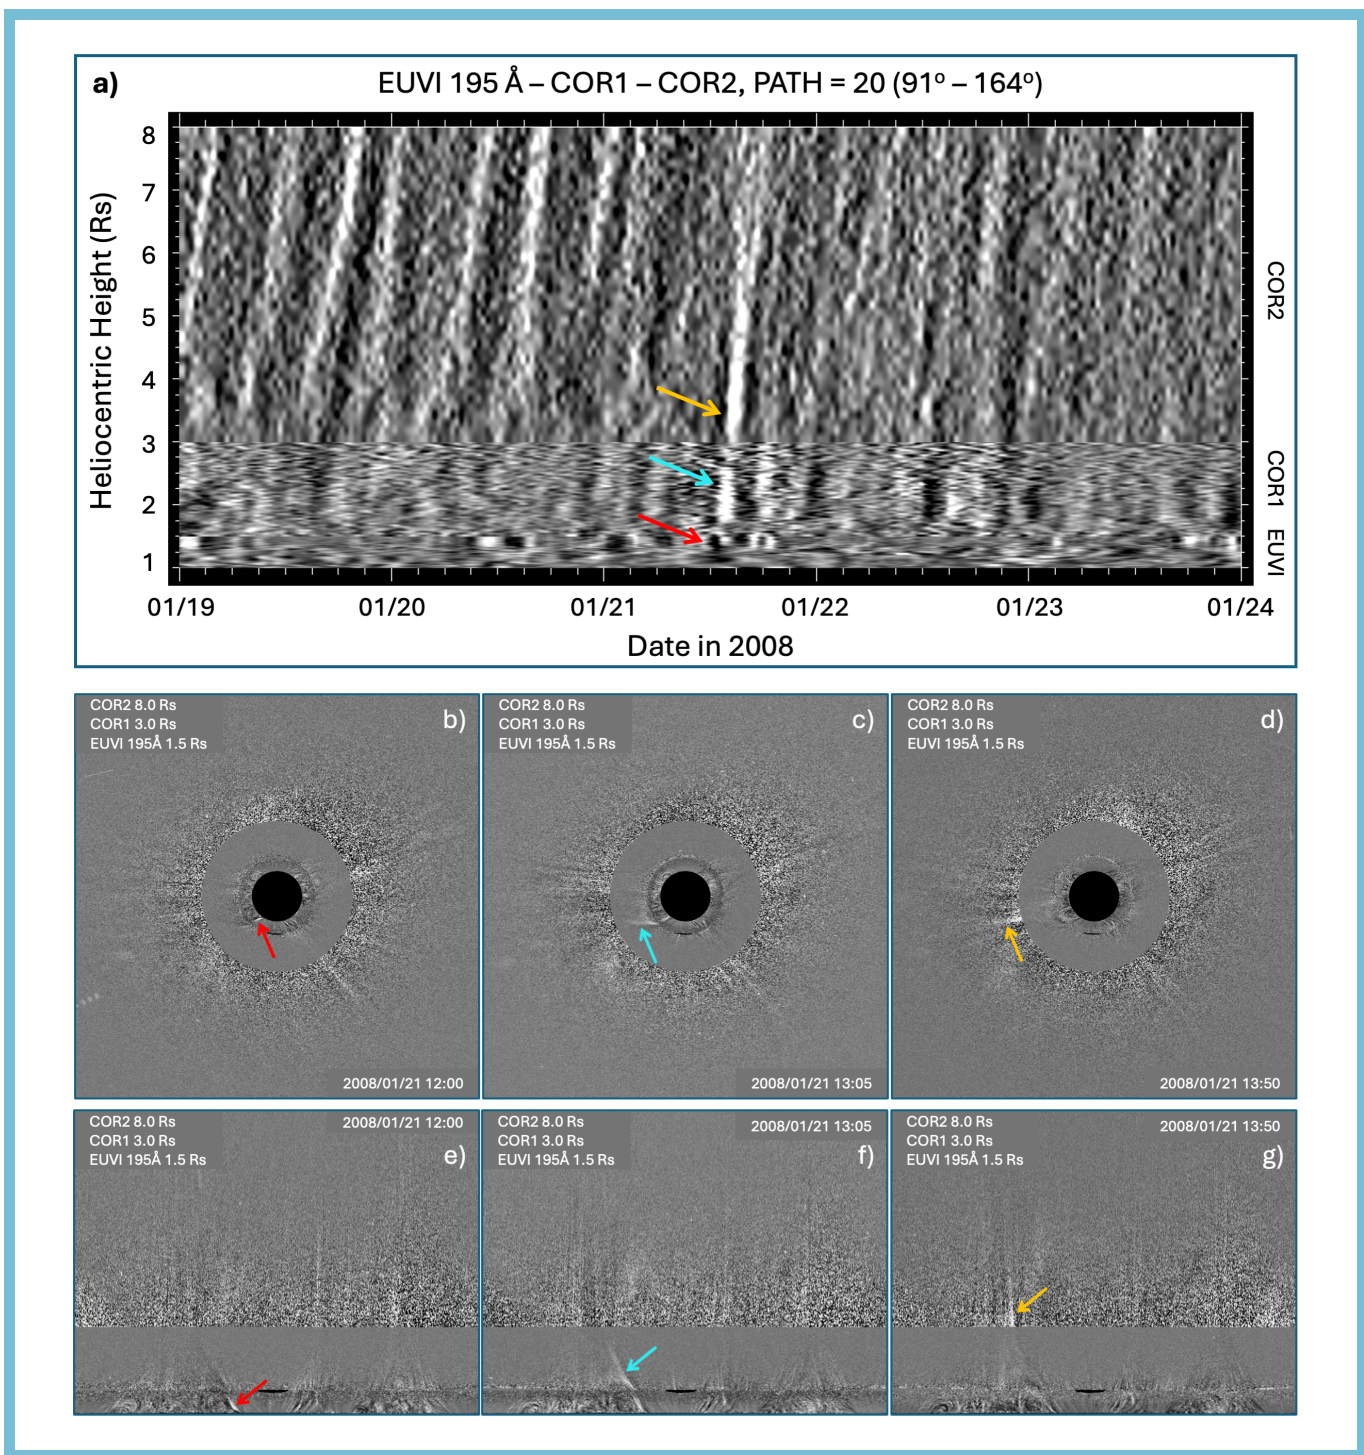 a)
EUVI 195 Å – COR1 – COR2, PATH = 20 (91º – 164º)
Heliocentric Height (Rs)
8
7
6
5
4
3
2
1
COR2
COR1
EUVI
01/19 01/20 01/21 01/22 01/23 01/24
Date in 2008
COR2 8.0 Rs
COR1 3.0 Rs
EUVI 195Å 1.5 Rs
b)
2008/01/21 12:00
COR2 8.0 Rs
COR1 3.0 Rs
EUVI 195Å 1.5 Rs
c)
2008/01/21 13:05
COR2 8.0 Rs
COR1 3.0 Rs
EUVI 195Å 1.5 Rs
d)
2008/01/21 13:50
COR2 8.0 Rs
COR1 3.0 Rs
EUVI 195Å 1.5 Rs
2008/01/21 12:00
e)
COR2 8.0 Rs
COR1 3.0 Rs
EUVI 195Å 1.5 Rs
2008/01/21 13:05
f)
COR2 8.0 Rs
COR1 3.0 Rs
EUVI 195Å 1.5 Rs
2008/01/21 13:50
g)